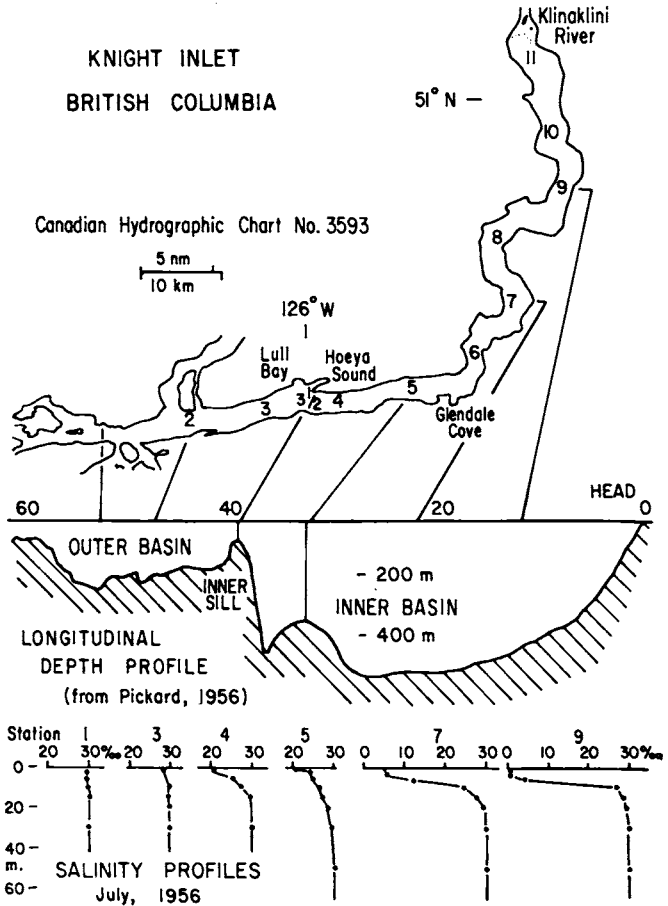 Klinaklini
River
KNIGHT INLET
BRITISH COLUMBIA
51° N –
11
10
9
8
7
6
5
Canadian Hydrographic Chart No. 3593
5 nm
10 km
126° W
Lull
Bay
Hoeya
Sound
2 3 3 1/2 4
Glendale
Cove
60 40 20 0
HEAD
OUTER BASIN
INNER
SILL
- 200 m
INNER BASIN
- 400 m
LONGITUDINAL
DEPTH PROFILE
(from Pickard, 1956)
Station 1 3 4 5 7 9
20 30‰ 20 30 20 30 20 30 0 10 20 30 0 10 20 30‰
0
20
40
m.
60
SALINITY PROFILES
July, 1956